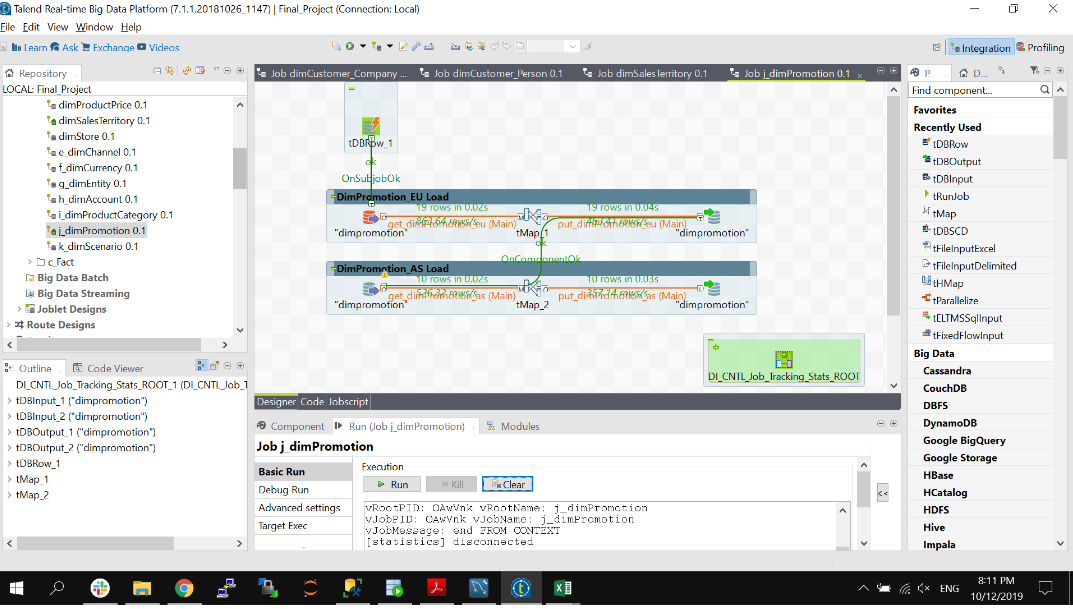 Talend Real-time Big Data Platform (7.1.1.20181026_1147) | Final_Project (Connection: Local)
File Edit View Window Help
Learn Ask Exchange Videos
Integration Profiling
Repository
LOCAL: Final_Project
dimProductPrice 0.1
dimSalesTerritory 0.1
dimStore 0.1
e_dimChannel 0.1
f_dimCurrency 0.1
g_dimEntity 0.1
h_dimAccount 0.1
i_dimProductCategory 0.1
j_dimPromotion 0.1
k_dimScenario 0.1
c_Fact
Big Data Batch
Big Data Streaming
Joblet Designs
Route Designs
Outline
Code Viewer
DI_CNTL_Job_Tracking_Stats_ROOT_1 (DI_CNTL_Job_T
tDBInput_1 ("dimpromotion")
tDBInput_2 ("dimpromotion")
tDBOutput_1 ("dimpromotion")
tDBOutput_2 ("dimpromotion")
tDBRow_1
tMap_1
tMap_2
Job dimCustomer_Company ...
Job dimCustomer_Person 0.1
Job dimSalesTerritory 0.1
Job j_dimPromotion 0.1
tDBRow_1
ok
OnSubjobOk
DimPromotion_EU Load
19 rows in 0.02s
19 rows in 0.04s
get_dimpromotion_eu (Main)
put_dimpromotion_eu (Main)
"dimpromotion"
tMap_1
"dimpromotion"
ok
OnComponentOk
DimPromotion_AS Load
10 rows in 0.02s
10 rows in 0.03s
526.32 rows/s
357.14 rows/s
get_dimpromotion_as (Main)
put_dimpromotion_as (Main)
"dimpromotion"
tMap_2
"dimpromotion"
DI_CNTL_Job_Tracking_Stats_ROOT
Designer Code Jobscript
Component
Run (Job j_dimPromotion)
Modules
Job j_dimPromotion
Basic Run
Debug Run
Advanced settings
Target Exec
Execution
Run
Kill
Clear
<<
vRootPID: OAwVnk vRootName: j_dimPromotion
vJobPID: OAwVnk vJobName: j_dimPromotion
vJobMessage: end FROM CONTEXT
[statistics] disconnected
P
D...
Find component...
Favorites
Recently Used
tDBRow
tDBOutput
tDBInput
tRunJob
tMap
tDBSCD
tFileInputExcel
tFileInputDelimited
tHMap
tParallelize
tELTMSSqlInput
tFixedFlowInput
Big Data
Cassandra
CouchDB
DBFS
DynamoDB
Google BigQuery
Google Storage
HBase
HCatalog
HDFS
Hive
Impala
ENG
8:11 PM
10/12/2019